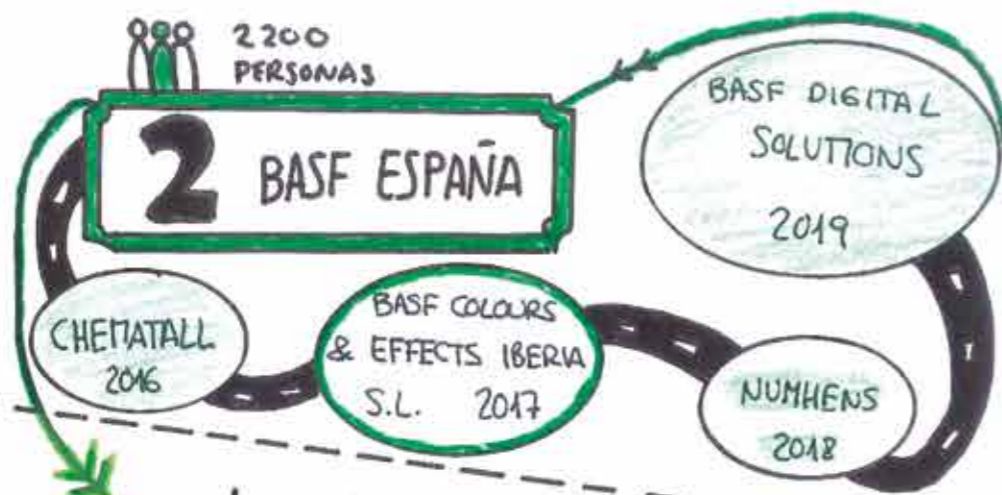 2200
PERSONAS
2 BASF ESPAÑA
CHEMATALL
2016
BASF COLOURS
& EFFECTS IBERIA
S.L. 2017
NUMHENS
2018
BASF DIGITAL
SOLUTIONS
2019